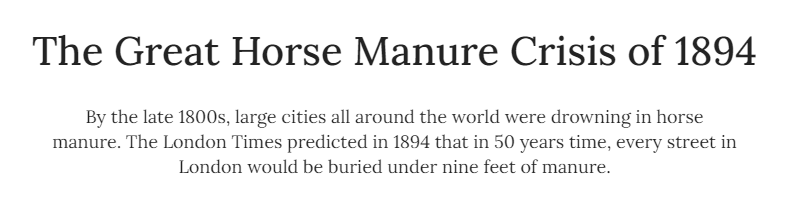 The Great Horse Manure Crisis of 1894
By the late 1800s, large cities all around the world were drowning in horse
manure. The London Times predicted in 1894 that in 50 years time, every street in
London would be buried under nine feet of manure.